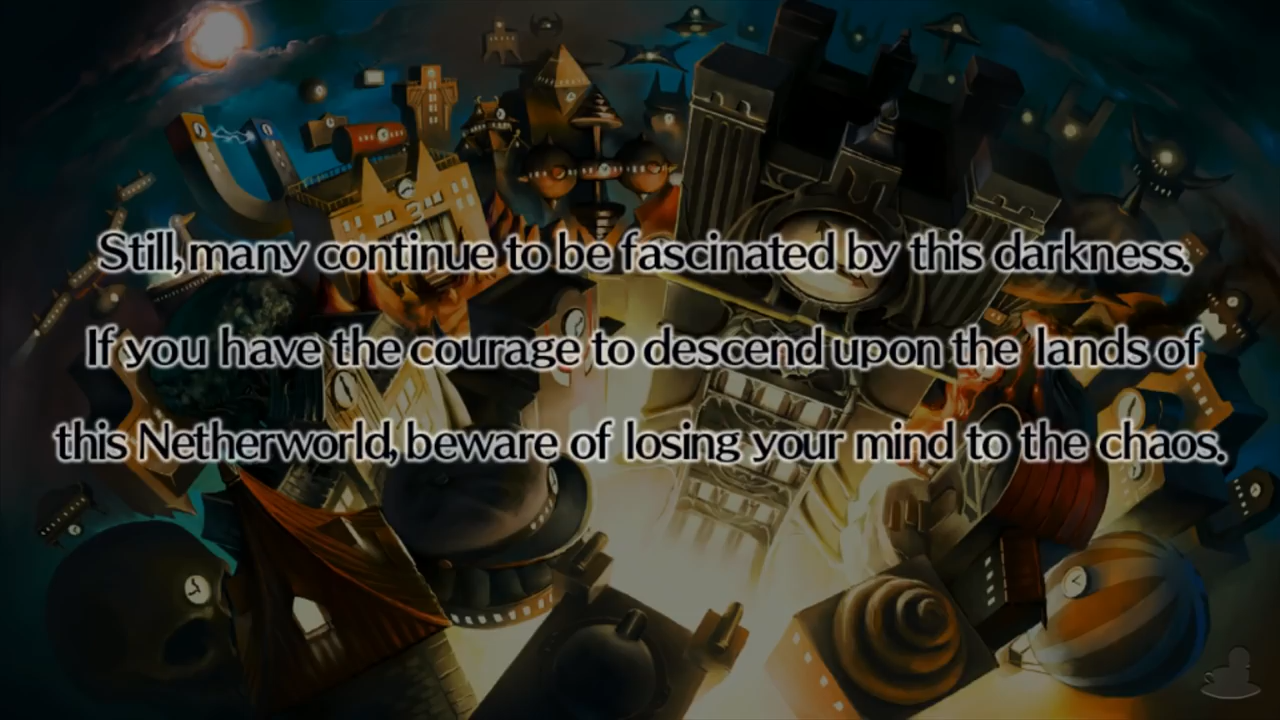 Still, many continue to be fascinated by this darkness.
If you have the courage to descend upon the lands of
this Netherworld, beware of losing your mind to the chaos.